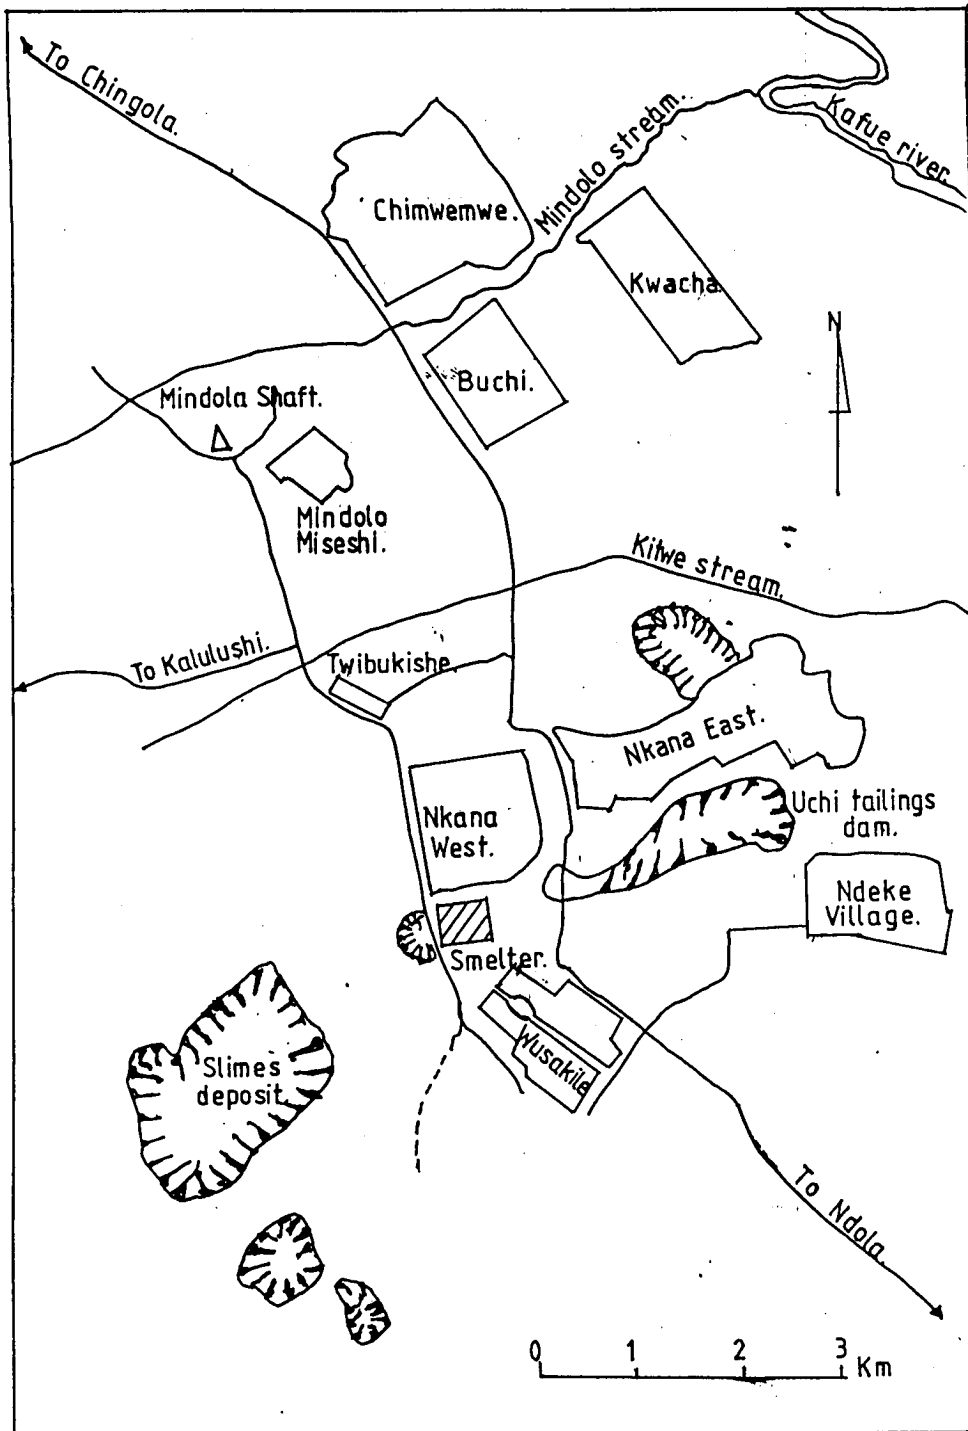 To Chingola.
Kafue river.
Mindolo stream.
Chimwemwe.
Kwacha.
N
Buchi.
Mindola Shaft.
Mindolo
Miseshi.
Kitwe stream.
To Kalulushi.
Twibukishe.
Nkana East.
Uchi tailings
dam.
Nkana
West.
Ndeke
Village.
Smelter.
Wusakile
Slimes
deposit.
To Ndola.
0 1 2 3
Km